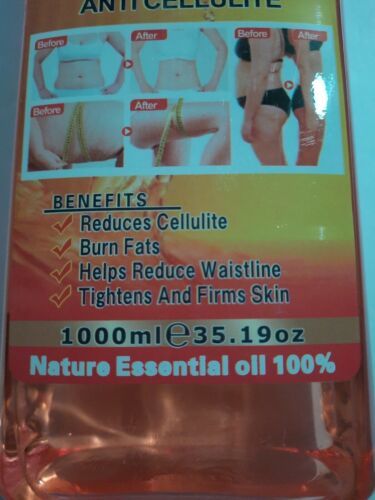 ANTI CELLULITE
Before After Before After
Before After
BENEFITS
Reduces Cellulite
Burn Fats
Helps Reduce Waistline
Tightens And Firms Skin
1000ml℮35.19oz
Nature Essential oil 100%